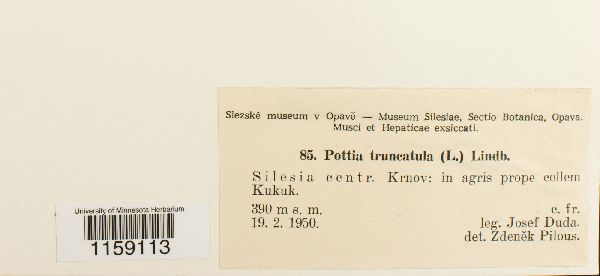 Slezské museum v Opavě — Museum Silesiae, Sectio Botanica, Opava.
Musci et Hepaticae exsiccati.
85. Pottia truncatula (L.) Lindb.
Silesia centr. Krnov: in agris prope collem
Kukuk.
390 m s. m. c. fr.
19. 2. 1950. leg. Josef Duda.
det. Zdeněk Pilous.
University of Minnesota Herbarium
1159113